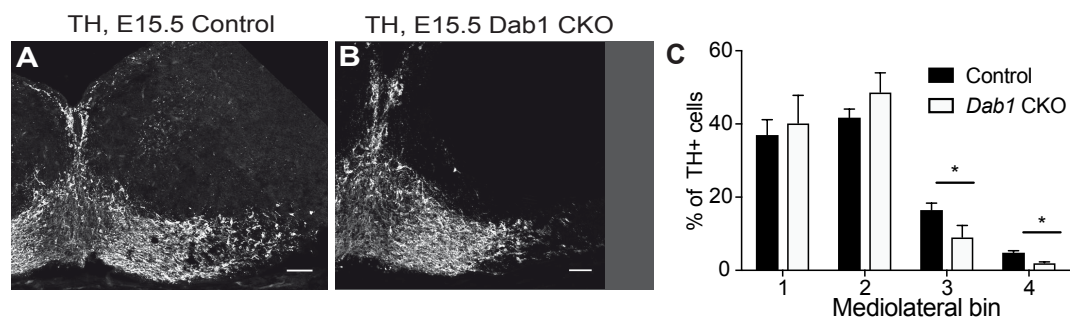 TH, E15.5 Control
TH, E15.5 Dab1 CKO
A
B
C
60
40
20
0
% of TH+ cells
Control
Dab1 CKO
*
*
1 2 3 4
Mediolateral bin